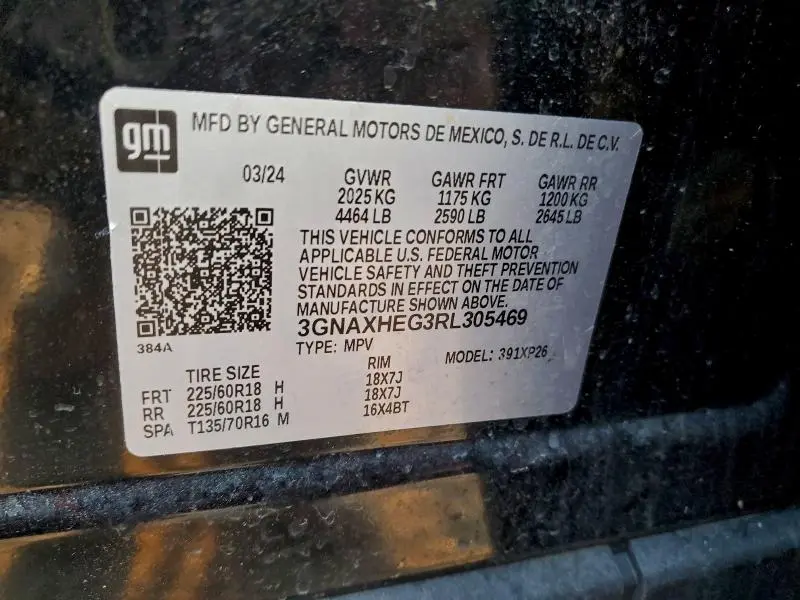 gm
MFD BY GENERAL MOTORS DE MEXICO, S. DE R.L. DE C.V.
03/24 GVWR GAWR FRT GAWR RR
2025 KG 1175 KG 1200 KG
4464 LB 2590 LB 2645 LB
THIS VEHICLE CONFORMS TO ALL
APPLICABLE U.S. FEDERAL MOTOR
VEHICLE SAFETY AND THEFT PREVENTION
STANDARDS IN EFFECT ON THE DATE OF
MANUFACTURE SHOWN ABOVE.
3GNAXHEG3RL305469
384A
TYPE: MPV MODEL: 391XP26
TIRE SIZE RIM
FRT 225/60R18 H 18X7J
RR 225/60R18 H 18X7J
SPA T135/70R16 M 16X4BT